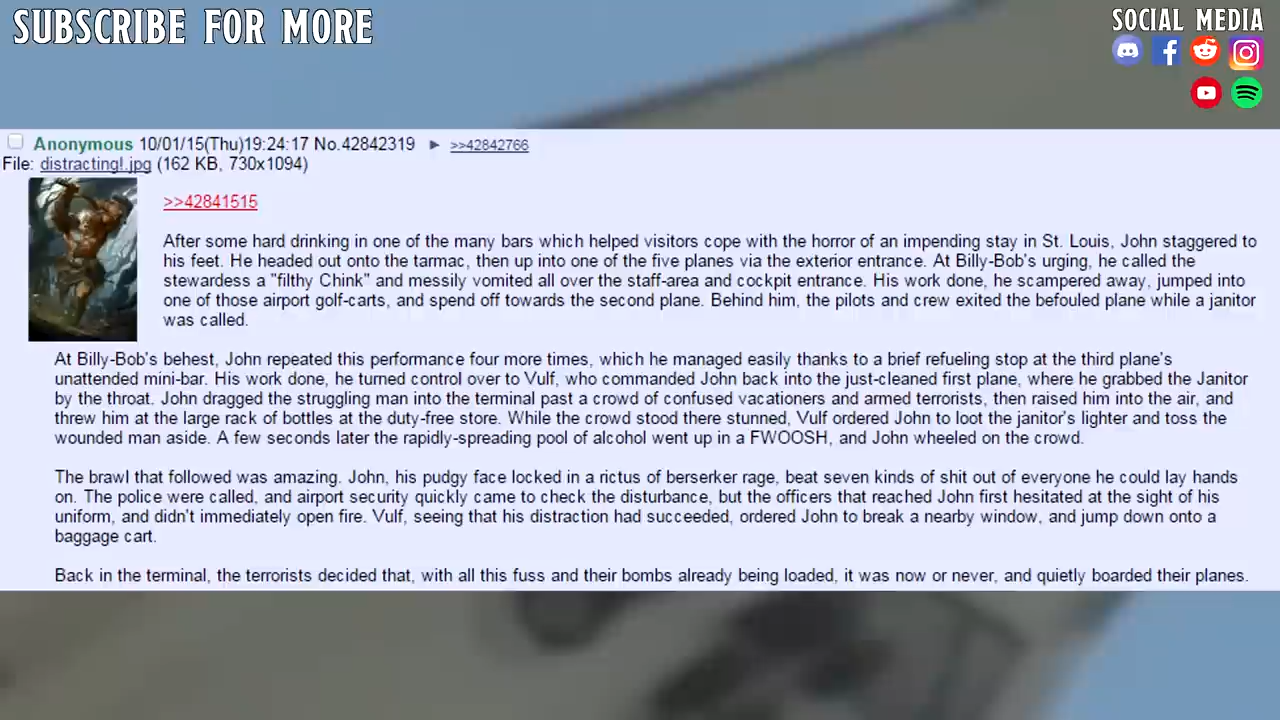 SUBSCRIBE FOR MORE
SOCIAL MEDIA
Anonymous 10/01/15(Thu)19:24:17 No.42842319 ► >>42842766
File: distracting!.jpg (162 KB, 730x1094)
>>42841515
After some hard drinking in one of the many bars which helped visitors cope with the horror of an impending stay in St. Louis, John staggered to
his feet. He headed out onto the tarmac, then up into one of the five planes via the exterior entrance. At Billy-Bob's urging, he called the
stewardess a "filthy Chink" and messily vomited all over the staff-area and cockpit entrance. His work done, he scampered away, jumped into
one of those airport golf-carts, and spend off towards the second plane. Behind him, the pilots and crew exited the befouled plane while a janitor
was called.
At Billy-Bob's behest, John repeated this performance four more times, which he managed easily thanks to a brief refueling stop at the third plane's
unattended mini-bar. His work done, he turned control over to Vulf, who commanded John back into the just-cleaned first plane, where he grabbed the Janitor
by the throat. John dragged the struggling man into the terminal past a crowd of confused vacationers and armed terrorists, then raised him into the air, and
threw him at the large rack of bottles at the duty-free store. While the crowd stood there stunned, Vulf ordered John to loot the janitor's lighter and toss the
wounded man aside. A few seconds later the rapidly-spreading pool of alcohol went up in a FWOOSH, and John wheeled on the crowd.
The brawl that followed was amazing. John, his pudgy face locked in a rictus of berserker rage, beat seven kinds of shit out of everyone he could lay hands
on. The police were called, and airport security quickly came to check the disturbance, but the officers that reached John first hesitated at the sight of his
uniform, and didn't immediately open fire. Vulf, seeing that his distraction had succeeded, ordered John to break a nearby window, and jump down onto a
baggage cart.
Back in the terminal, the terrorists decided that, with all this fuss and their bombs already being loaded, it was now or never, and quietly boarded their planes.